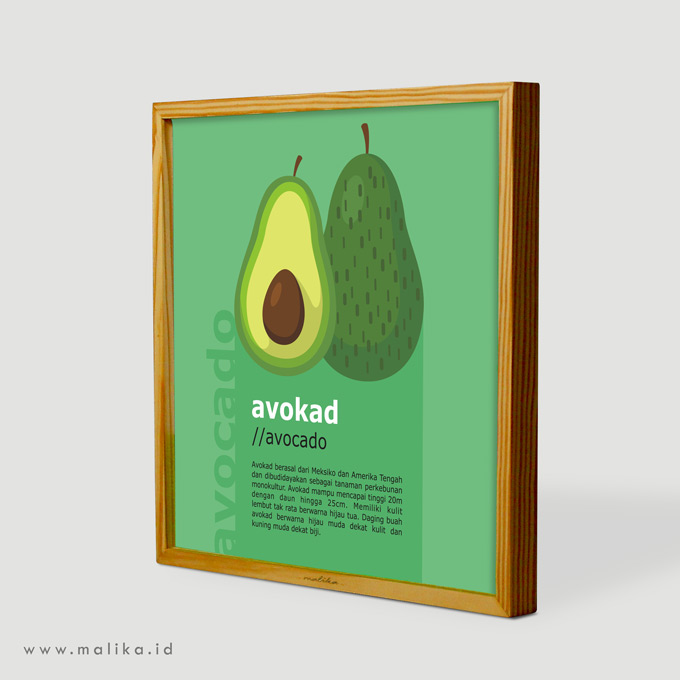 avocado
avokad
//avocado
Avokad berasal dari Meksiko dan Amerika Tengah
dan dibudidayakan sebagai tanaman perkebunan
monokultur. Avokad mampu mencapai tinggi 20m
dengan daun hingga 25cm. Memiliki kulit
lembut tak rata berwarna hijau tua. Daging buah
avokad berwarna hijau muda dekat kulit dan
kuning muda dekat biji.
malika
www.malika.id